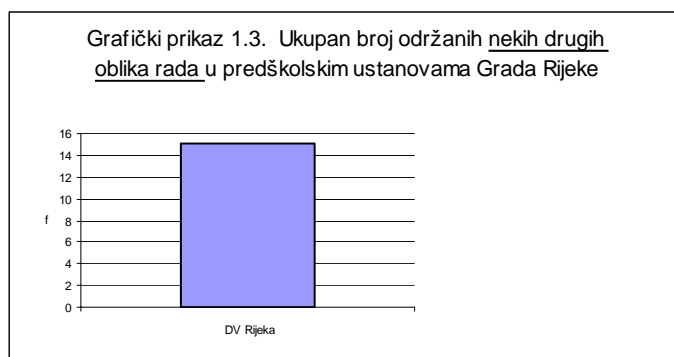 Grafički prikaz 1.3. Ukupan broj održanih nekih drugih
oblika rada u predškolskim ustanovama Grada Rijeke
16
14
12
10
8
6
4
2
0
f
DV Rijeka